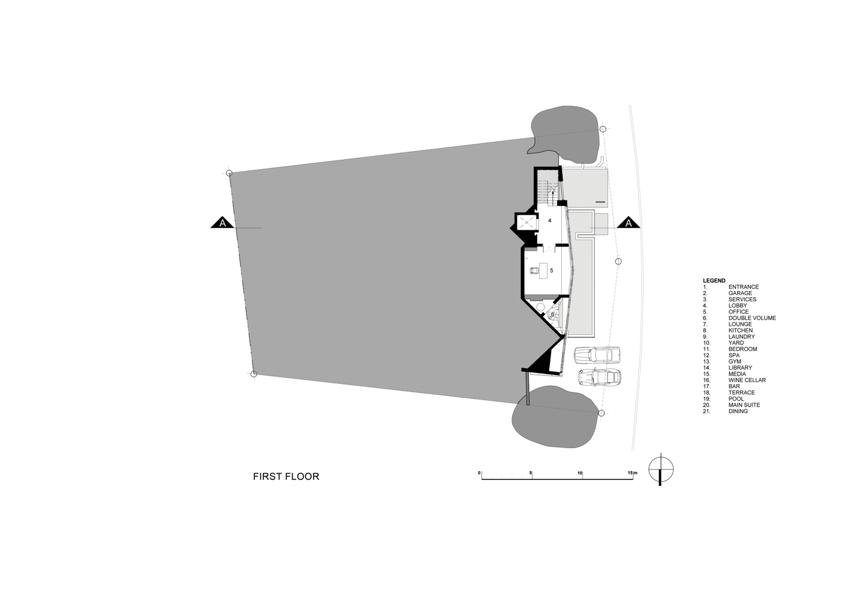 A
A
4
5
6
LEGEND
1. ENTRANCE
2. GARAGE
3. SERVICES
4. LOBBY
5. OFFICE
6. DOUBLE VOLUME
7. LOUNGE
8. KITCHEN
9. LAUNDRY
10. YARD
11. BEDROOM
12. SPA
13. GYM
14. LIBRARY
15. MEDIA
16. WINE CELLAR
17. BAR
18. TERRACE
19. POOL
20. MAIN SUITE
21. DINING
FIRST FLOOR
0 5 10 15m